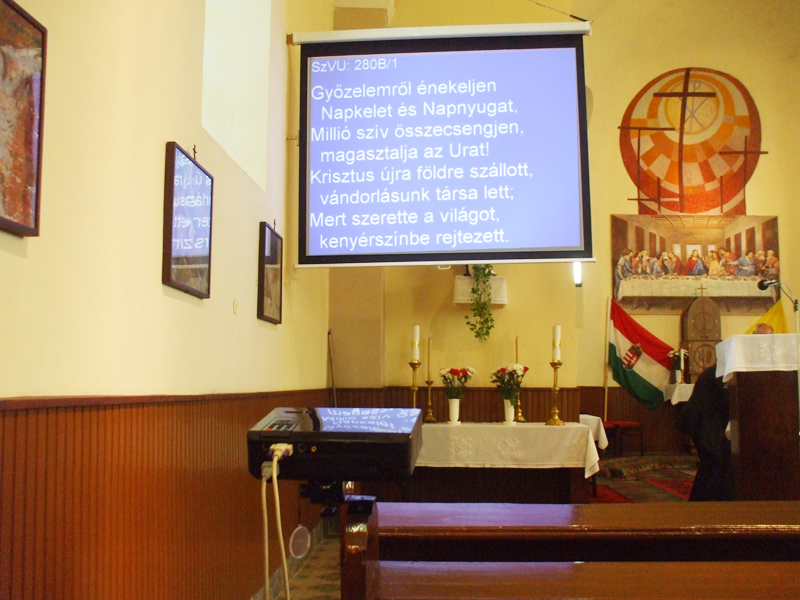 SzVU: 280B/1
Győzelemről énekeljen
Napkelet és Napnyugat,
Millió szív összecsengjen,
magasztalja az Urat!
Krisztus újra földre szállott,
vándorlásunk társa lett;
Mert szerette a világot,
kenyérszínbe rejtezett.